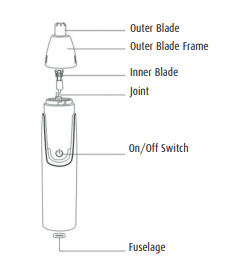 Outer Blade
Outer Blade Frame
Inner Blade
Joint
On/Off Switch
Fuselage